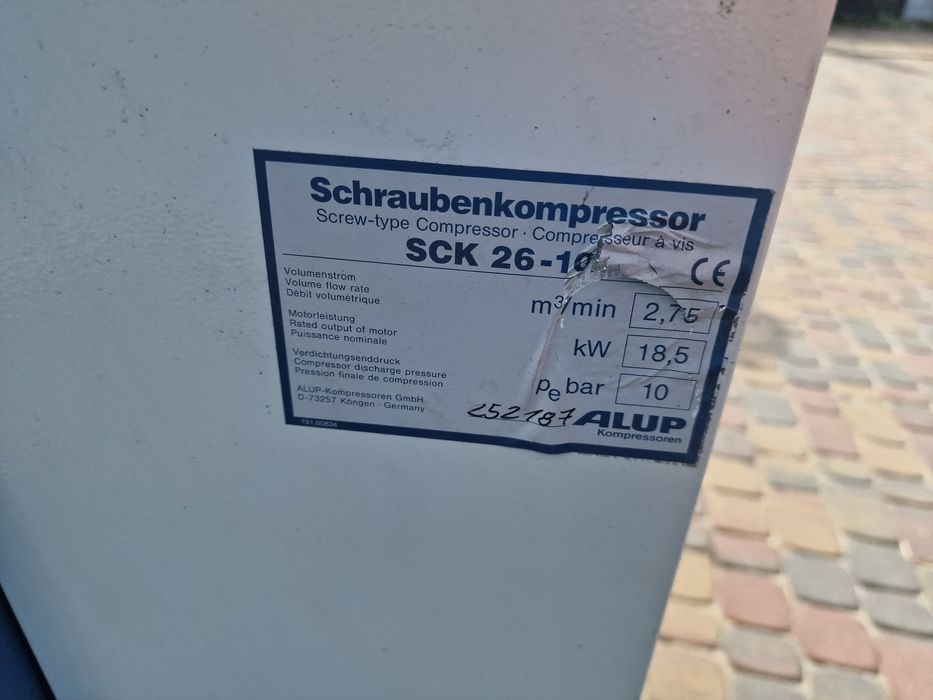 Schraubenkompressor
Screw-type Compressor · Compresseur à vis
SCK 26-10
CE
Volumenstrom
Volume flow rate
Débit volumétrique
m³/min 2,75
Motorleistung
Rated output of motor
Puissance nominale
kW 18,5
Verdichtungsenddruck
Compressor discharge pressure
Pression finale de compression
pe bar 10
ALUP-Kompressoren GmbH
D-73257 Köngen · Germany
252187
ALUP
Kompressoren
191 00834